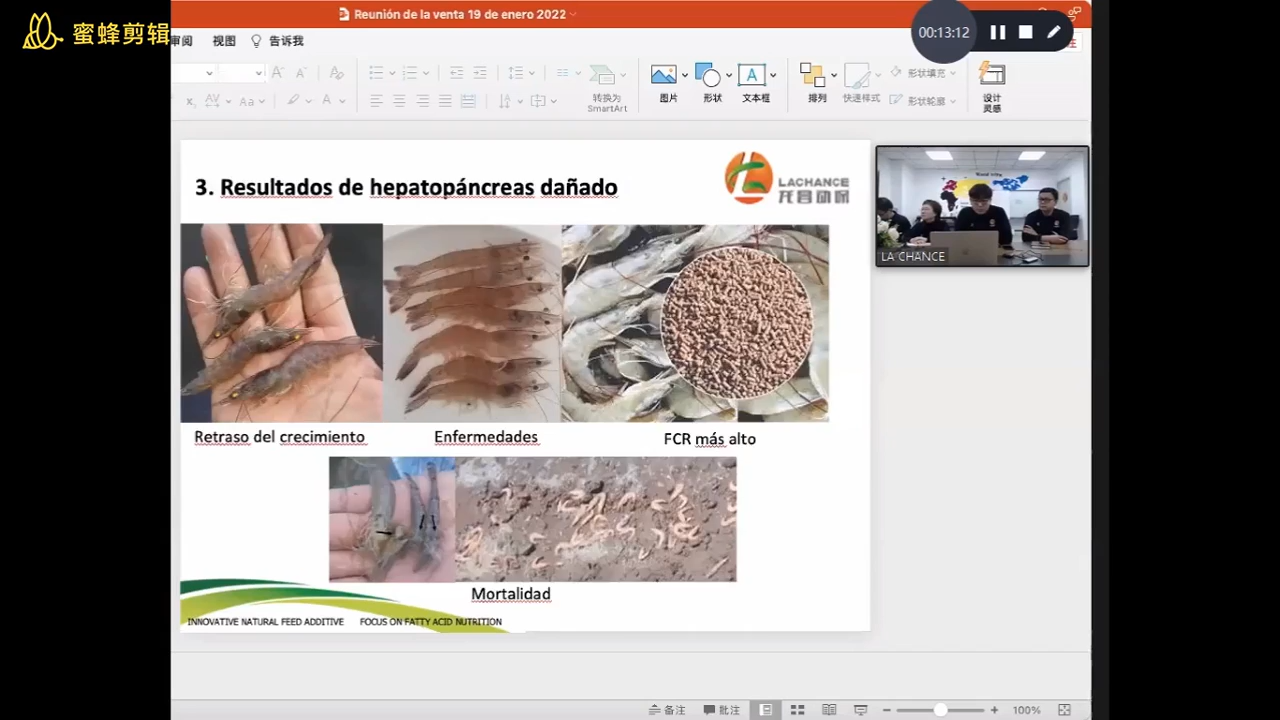 蜜蜂剪辑
Reunión de la venta 19 de enero 2022
00:13:12
审阅
视图
告诉我
转换为
SmartArt
图片
形状
文本框
排列
快速样式
形状填充
形状轮廓
设计
灵感
3. Resultados de hepatopáncreas dañado
LACHANCE
LA CHANCE
Retraso del crecimiento
Enfermedades
FCR más alto
Mortalidad
INNOVATIVE NATURAL FEED ADDITIVE FOCUS ON FATTY ACID NUTRITION
备注
批注
100%